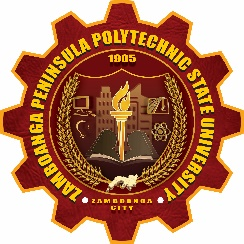 ZAMBOANGA PENINSULA POLYTECHNIC STATE UNIVERSITY
1905
ZAMBOANGA
CITY